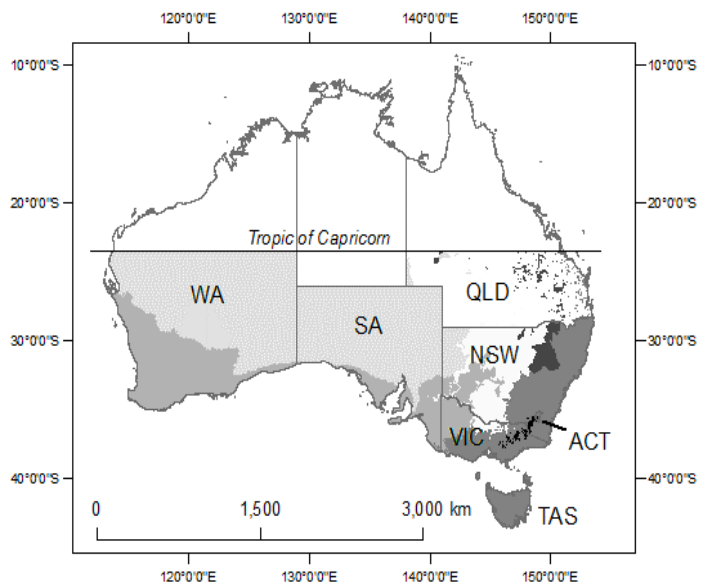 120°0'0"E 130°0'0"E 140°0'0"E 150°0'0"E
10°0'0"S 10°0'0"S
20°0'0"S 20°0'0"S
Tropic of Capricorn
WA QLD
SA
30°0'0"S 30°0'0"S
NSW
VIC ACT
40°0'0"S 40°0'0"S
0 1,500 3,000 km
TAS
120°0'0"E 130°0'0"E 140°0'0"E 150°0'0"E